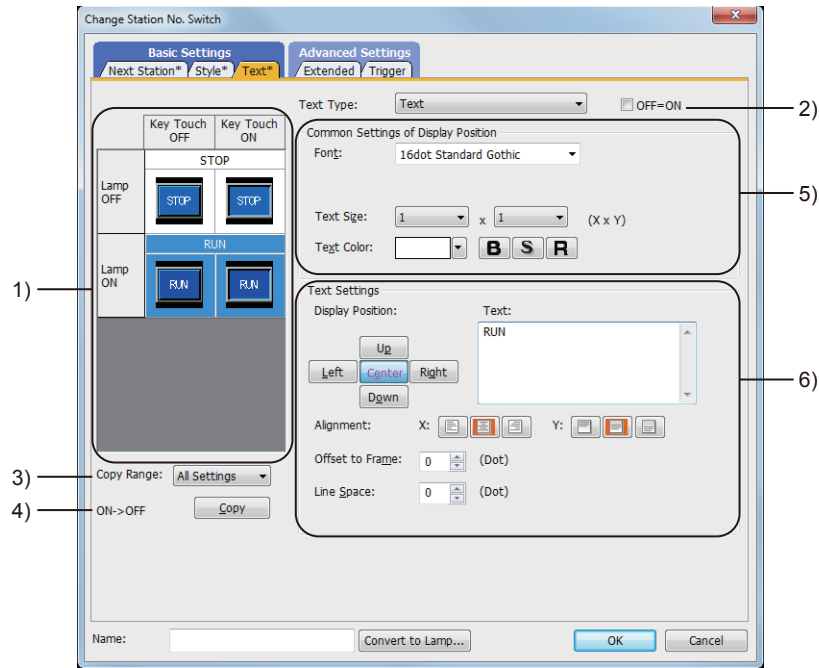 Change Station No. Switch
x
Basic Settings
Advanced Settings
Next Station* Style* Text* Extended Trigger
Text Type: Text OFF=ON 2)
Key Touch OFF Key Touch ON
Common Settings of Display Position
Font: 16dot Standard Gothic
STOP
Lamp OFF STOP STOP
5)
Text Size: 1 x 1 (X x Y)
Text Color: B S R
RUN
Lamp ON RUN RUN
1)
Text Settings
Display Position: Text:
RUN
Up
Left Center Right
Down
6)
Alignment: X: Y:
Offset to Frame: 0 (Dot)
3) Copy Range: All Settings
Line Space: 0 (Dot)
4) ON->OFF Copy
Name: Convert to Lamp... OK Cancel